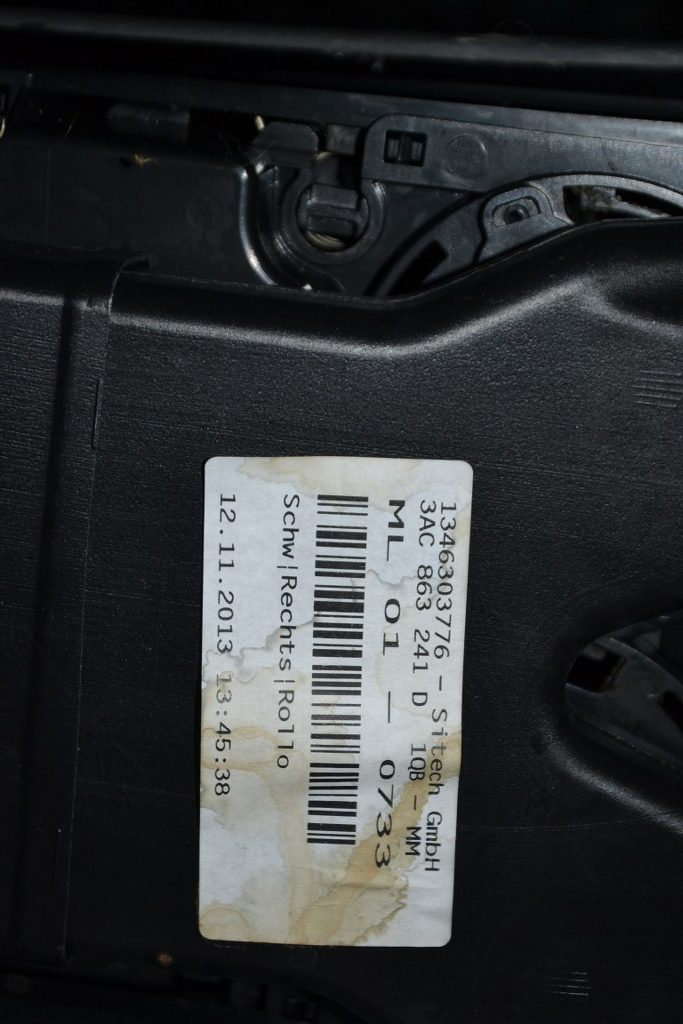 1346303776 - Sitech GmbH
3AC 863 241 D 1QB - MM
ML 01 - 0733
Schw|Rechts|Rollo
12.11.2013 13:45:38